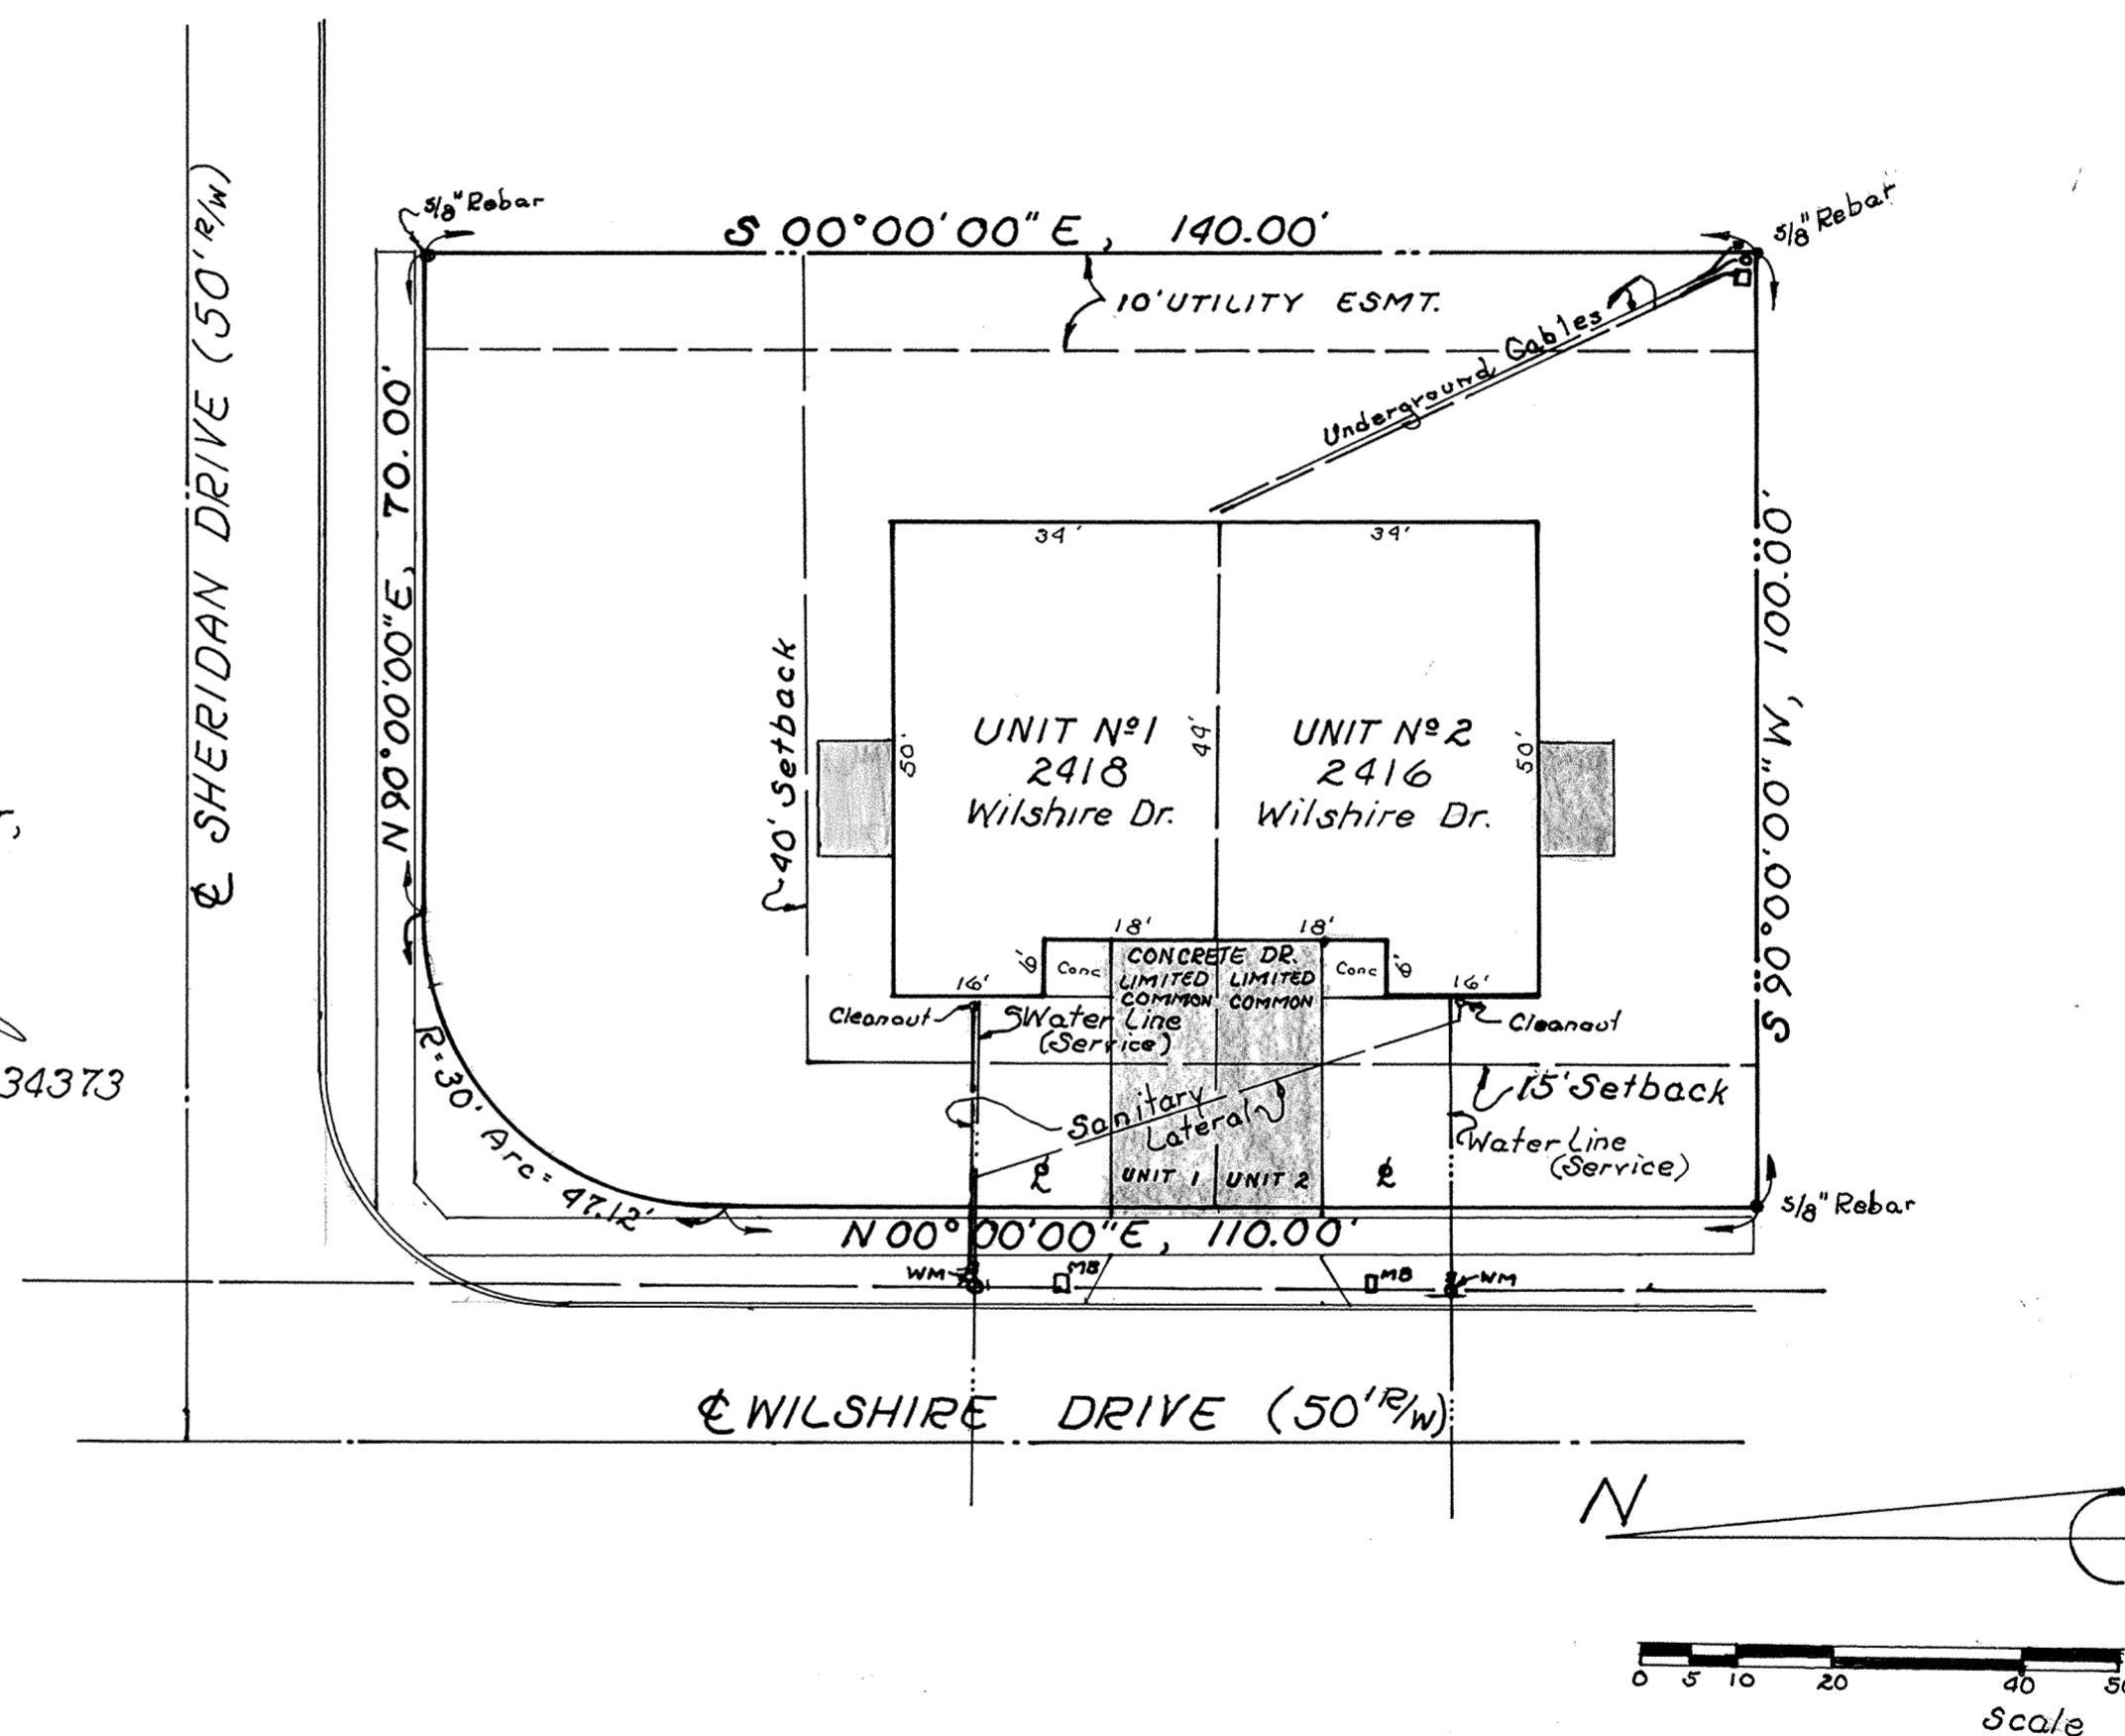 5/8" Rebar
S 00°00'00" E, 140.00'
5/8" Rebar
10' UTILITY ESMT.
Underground Cables
℄ SHERIDAN DRIVE (50' R/W)
N 90°00'00"E, 70.00'
S 90°00'00" W, 100.00'
40' Setback
34'
34'
50'
UNIT Nº1
2418
Wilshire Dr.
44'
UNIT Nº2
2416
Wilshire Dr.
50'
18'
18'
6'
Conc
CONCRETE DR.
LIMITED
COMMON
LIMITED
COMMON
Conc
6'
16'
16'
Cleanout
Water Line
(Service)
Cleanout
34373
R=30' Arc= 47.12'
15' Setback
Sanitary
Lateral
Water Line
(Service)
℄
UNIT 1
UNIT 2
℄
5/8" Rebar
N 00°00'00"E, 110.00'
WM
MB
MB
WM
℄ WILSHIRE DRIVE (50' R/W)
N
0 5 10 20 40 50
Scale